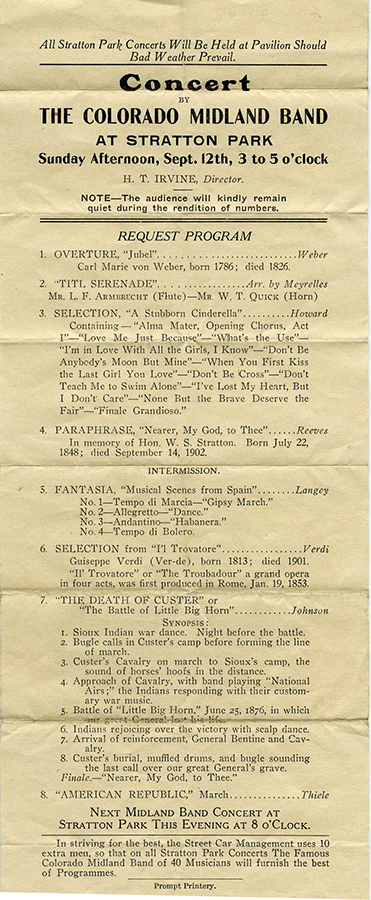 All Stratton Park Concerts Will Be Held at Pavilion Should
Bad Weather Prevail.
Concert
BY
THE COLORADO MIDLAND BAND
AT STRATTON PARK
Sunday Afternoon, Sept. 12th, 3 to 5 o'clock
H. T. IRVINE, Director.
NOTE—The audience will kindly remain
quiet during the rendition of numbers.
REQUEST PROGRAM
1. OVERTURE, "Jubel"............................Weber
Carl Marie von Weber, born 1786; died 1826.
2. "TITL SERENADE"...............Arr. by Meyrelles
MR. L. F. ARMBRECHT (Flute)—MR. W. T. QUICK (Horn)
3. SELECTION, "A Stubborn Cinderella"..........Howard
Containing—"Alma Mater, Opening Chorus, Act
I"—"Love Me Just Because"—"What's the Use"—
"I'm in Love With All the Girls, I Know"—"Don't Be
Anybody's Moon But Mine"—"When You First Kiss
the Last Girl You Love"—"Don't Be Cross"—"Don't
Teach Me to Swim Alone"—"I've Lost My Heart, But
I Don't Care"—"None But the Brave Deserve the
Fair"—"Finale Grandioso."
4. PARAPHRASE, "Nearer, My God, to Thee"......Reeves
In memory of Hon. W. S. Stratton. Born July 22,
1848; died September 14, 1902.
INTERMISSION.
5. FANTASIA, "Musical Scenes from Spain"........Langey
No. 1—Tempo di Marcia—"Gipsy March."
No. 2—Allegretto—"Dance."
No. 3—Andantino—"Habanera."
No. 4—Tempo di Bolero.
6. SELECTION from "I'l Trovatore"................Verdi
Guiseppe Verdi (Ver-de), born 1813; died 1901.
"Il' Trovatore" or "The Troubadour" a grand opera
in four acts, was first produced in Rome, Jan. 19, 1853.
7. "THE DEATH OF CUSTER" or
"The Battle of Little Big Horn"...........Johnson
SYNOPSIS:
1. Sioux Indian war dance. Night before the battle.
2. Bugle calls in Custer's camp before forming the line
of march.
3. Custer's Cavalry on march to Sioux's camp, the
sound of horses' hoofs in the distance.
4. Approach of Cavalry, with band playing "National
Airs;" the Indians responding with their custom-
ary war music.
5. Battle of "Little Big Horn," June 25, 1876, in which
our great General lost his life.
6. Indians rejoicing over the victory with scalp dance.
7. Arrival of reinforcement, General Bentine and Cav-
alry.
8. Custer's burial, muffled drums, and bugle sounding
the last call over our great General's grave.
Finale.—"Nearer, My God, to Thee."
8. "AMERICAN REPUBLIC," March............Thiele
NEXT MIDLAND BAND CONCERT AT
STRATTON PARK THIS EVENING AT 8 O'CLOCK.
In striving for the best, the Street Car Management uses 10
extra men, so that on all Stratton Park Concerts The Famous
Colorado Midland Band of 40 Musicians will furnish the best
of Programmes.
Prompt Printery.